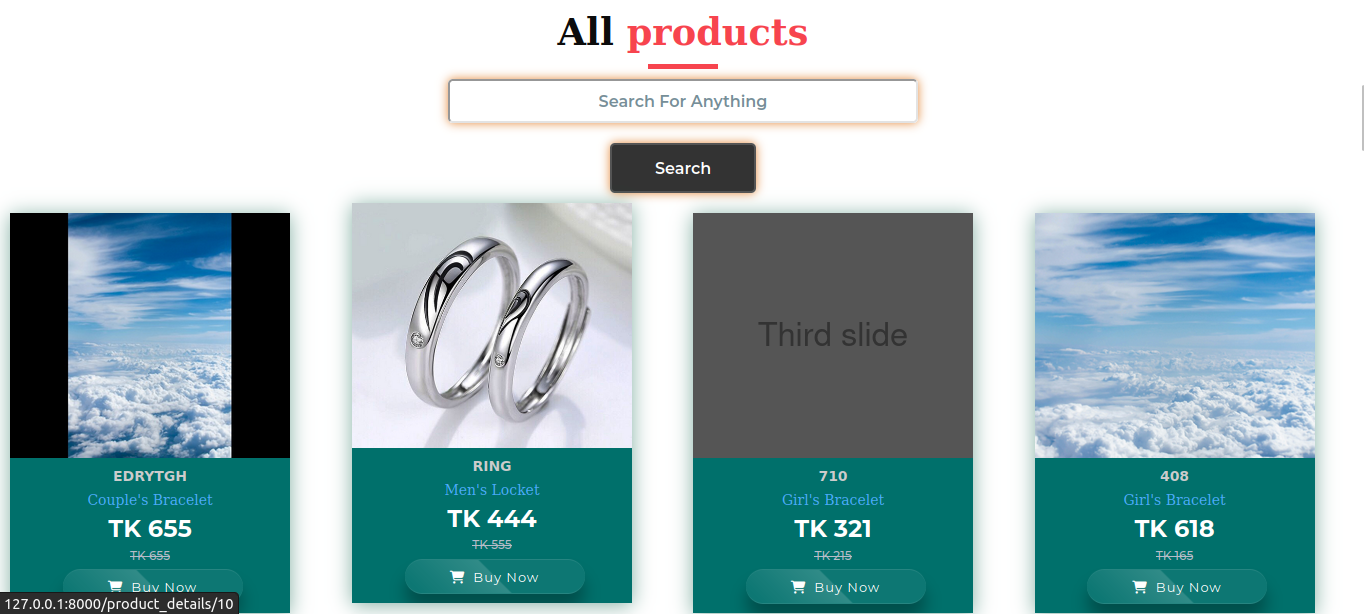 All products
Search For Anything
Search
Third slide
EDRYTGH
Couple's Bracelet
TK 655
TK 655
Buy Now
RING
Men's Locket
TK 444
TK 555
Buy Now
710
Girl's Bracelet
TK 321
TK 215
Buy Now
408
Girl's Bracelet
TK 618
TK 165
Buy Now
127.0.0.1:8000/product_details/10